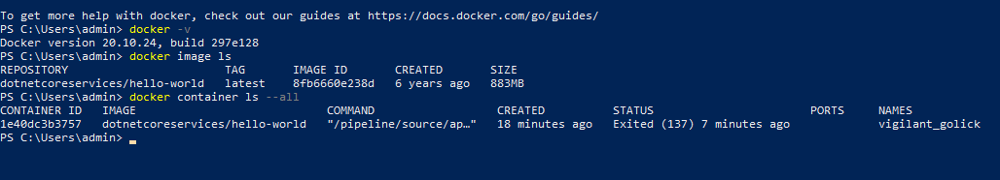 To get more help with docker, check out our guides at https://docs.docker.com/go/guides/
PS C:\Users\admin> docker -v
Docker version 20.10.24, build 297e128
PS C:\Users\admin> docker image ls
REPOSITORY TAG IMAGE ID CREATED SIZE
dotnetcoreservices/hello-world latest 8fb6660e238d 6 years ago 883MB
PS C:\Users\admin> docker container ls --all
CONTAINER ID IMAGE COMMAND CREATED STATUS PORTS NAMES
1e40dc3b3757 dotnetcoreservices/hello-world "/pipeline/source/ap…" 18 minutes ago Exited (137) 7 minutes ago vigilant_golick
PS C:\Users\admin>